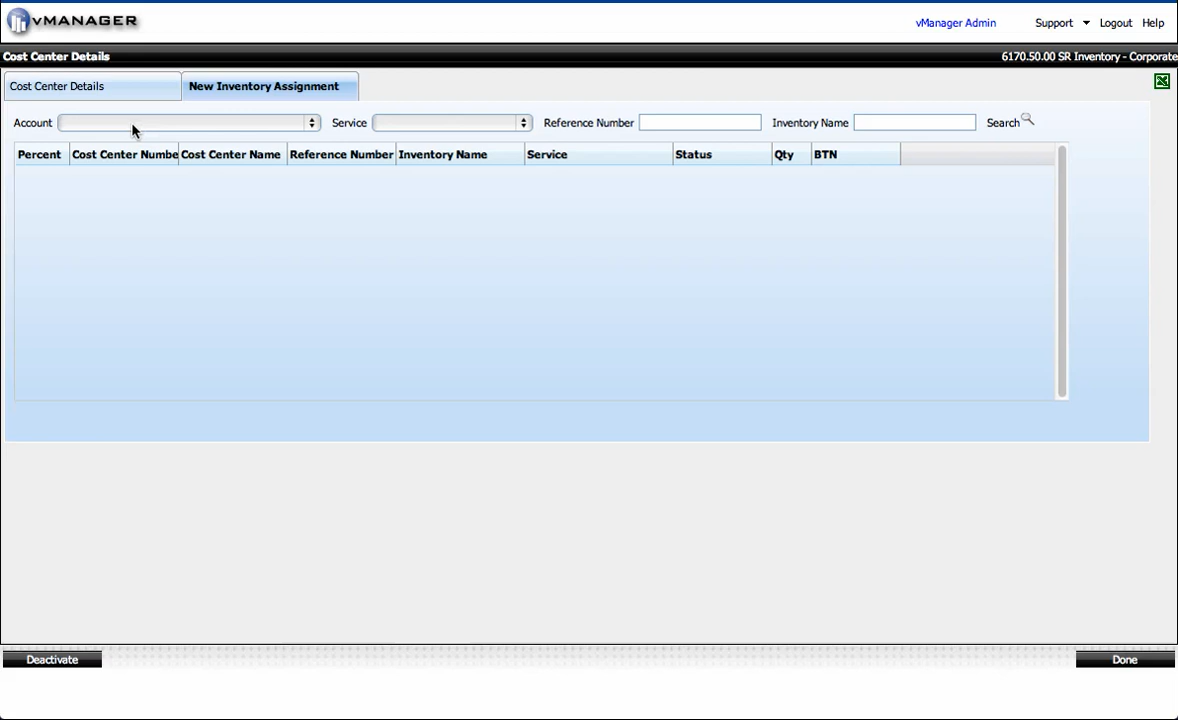 vMANAGER
vManager Admin Support Logout Help
Cost Center Details 6170.50.00 SR Inventory - Corporate
Cost Center Details New Inventory Assignment
Account Service Reference Number Inventory Name Search
Percent Cost Center Numbe Cost Center Name Reference Number Inventory Name Service Status Qty BTN
Deactivate Done